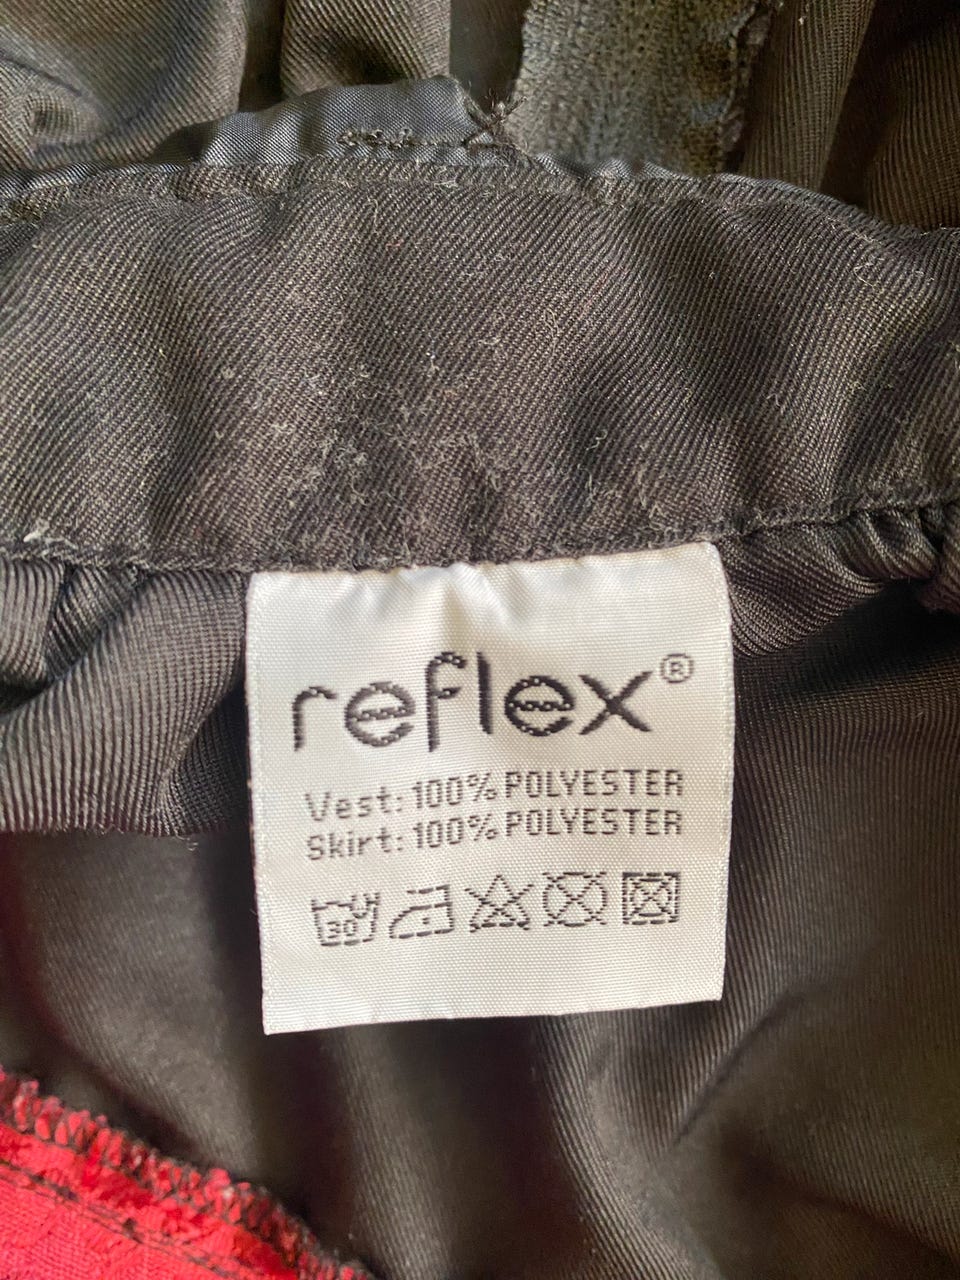 reflex®
Vest: 100% POLYESTER
Skirt: 100% POLYESTER
30